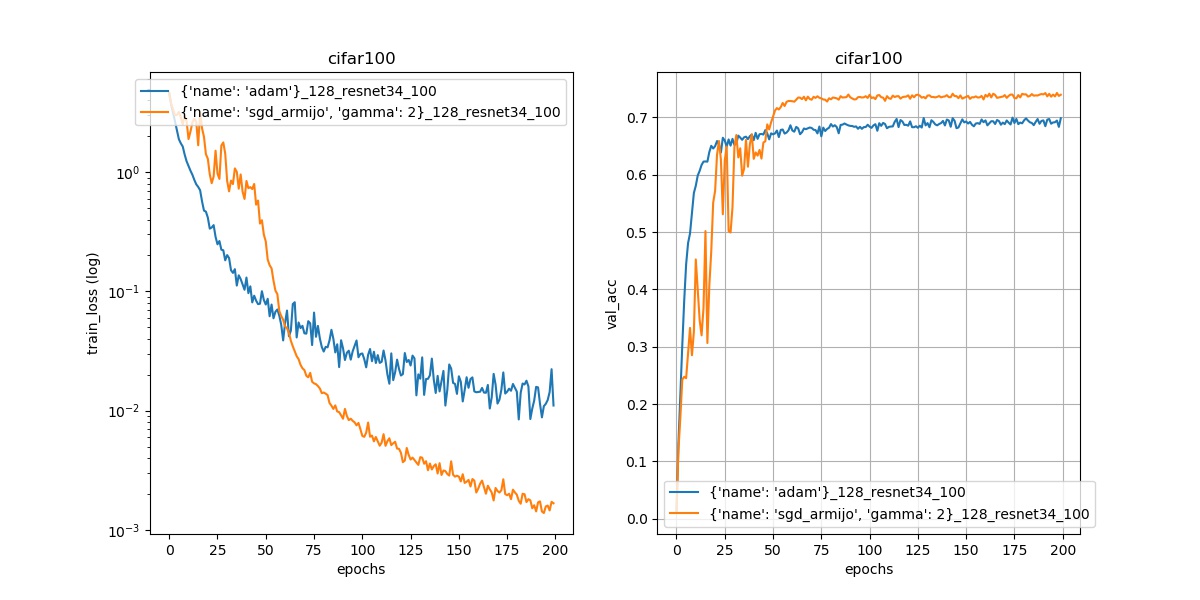 cifar100
{'name': 'adam'}_128_resnet34_100
{'name': 'sgd_armijo', 'gamma': 2}_128_resnet34_100
train_loss (log)
10^0
10^-1
10^-2
10^-3
0 25 50 75 100 125 150 175 200
epochs
cifar100
val_acc
0.7
0.6
0.5
0.4
0.3
0.2
0.1
0.0
{'name': 'adam'}_128_resnet34_100
{'name': 'sgd_armijo', 'gamma': 2}_128_resnet34_100
0 25 50 75 100 125 150 175 200
epochs